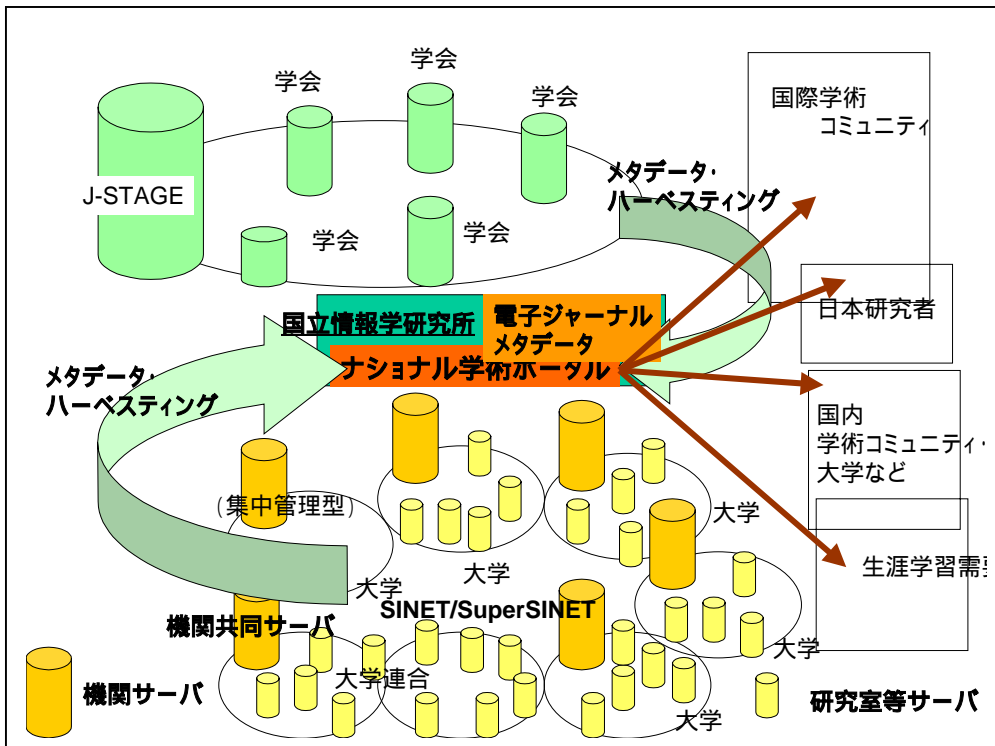 学会
学会
学会
国際学術
コミュニティ
J-STAGE
メタデータ・
ハーベスティング
学会
学会
日本研究者
国立情報学研究所
電子ジャーナル
メタデータ
ナショナル学術ポータル
メタデータ・
ハーベスティング
国内
学術コミュニティ・
大学など
(集中管理型)
大学
大学
大学
生涯学習需
SINET/SuperSINET
機関共同サーバ
大学
大学連合
機関サーバ
大学
研究室等サーバ